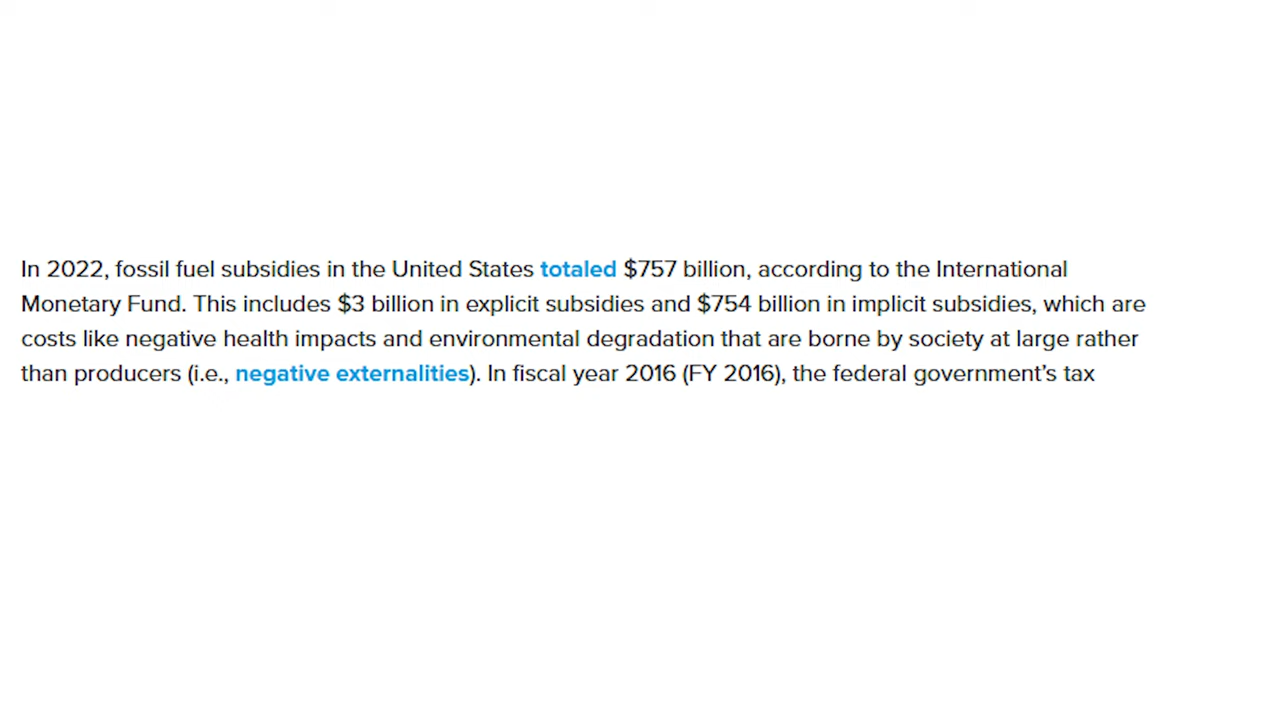 In 2022, fossil fuel subsidies in the United States totaled $757 billion, according to the International
Monetary Fund. This includes $3 billion in explicit subsidies and $754 billion in implicit subsidies, which are
costs like negative health impacts and environmental degradation that are borne by society at large rather
than producers (i.e., negative externalities). In fiscal year 2016 (FY 2016), the federal government’s tax